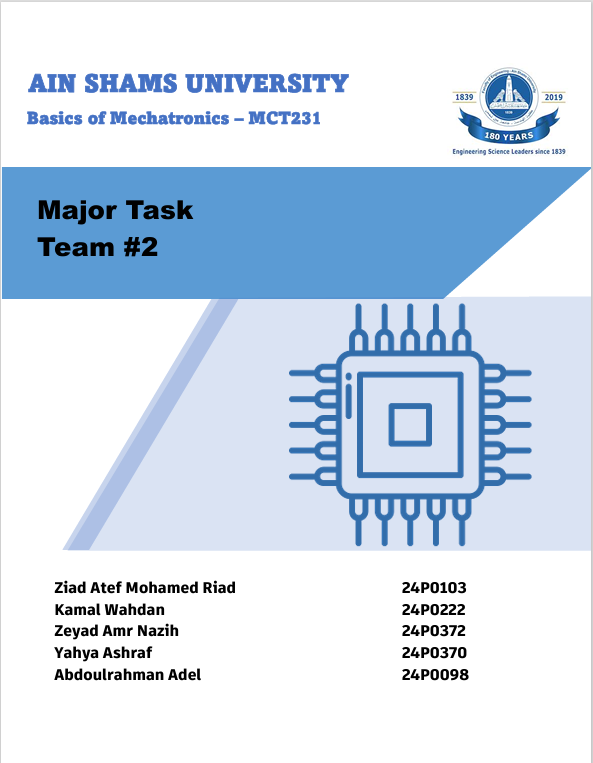 AIN SHAMS UNIVERSITY
Basics of Mechatronics – MCT231
1839
2019
180 YEARS
Engineering Science Leaders since 1839
Major Task
Team #2
Ziad Atef Mohamed Riad 24P0103
Kamal Wahdan 24P0222
Zeyad Amr Nazih 24P0372
Yahya Ashraf 24P0370
Abdoulrahman Adel 24P0098